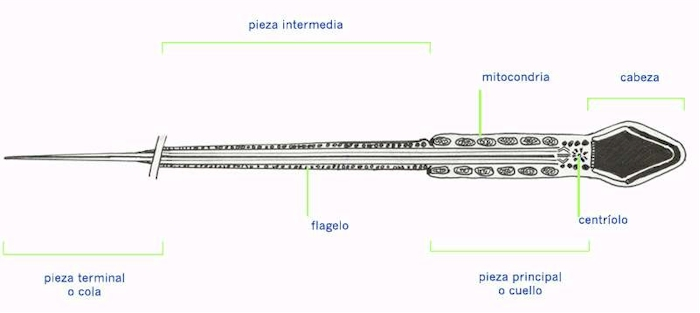 pieza intermedia
mitocondria
cabeza
flagelo
centríolo
pieza terminal
o cola
pieza principal
o cuello